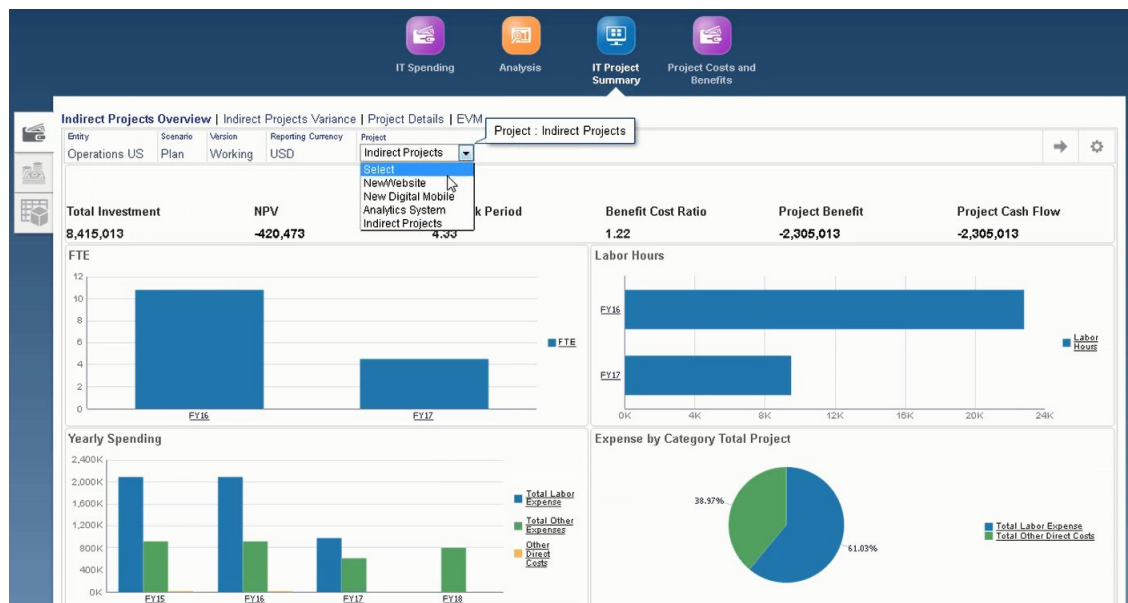 IT Spending
Analysis
IT Project Summary
Project Costs and Benefits
Indirect Projects Overview | Indirect Projects Variance | Project Details | EVM
Project : Indirect Projects
Entity Scenario Version Reporting Currency Project
Operations US Plan Working USD Indirect Projects
Select
NewWebsite
New Digital Mobile
Analytics System
Indirect Projects
Total Investment NPV k Period Benefit Cost Ratio Project Benefit Project Cash Flow
8,415,013 -420,473 4.33 1.22 -2,305,013 -2,305,013
FTE
12
10
8
6
4
2
0
FY16 FY17
FTE
Labor Hours
FY16
FY17
0K 4K 8K 12K 16K 20K 24K
Labor
Hours
Yearly Spending
2,400K
2,000K
1,600K
1,200K
800K
400K
0K
FY15 FY16 FY17 FY18
Total Labor
Expense
Total Other
Expenses
Other
Direct
Costs
Expense by Category Total Project
38.97%
61.03%
Total Labor Expense
Total Other Direct Costs